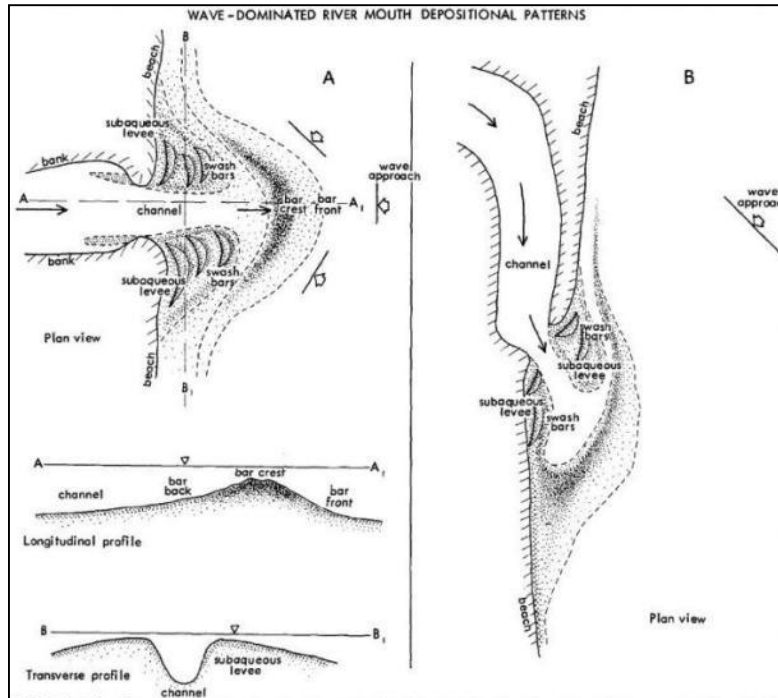 WAVE-DOMINATED RIVER MOUTH DEPOSITIONAL PATTERNS
B
beach
A
subaqueous
levee
swash
bars
bank
A
channel
bar
crest
bar
front
A₁
wave
approach
bank
subaqueous
levee
swash
bars
Plan view
beach
B₁
A
A₁
channel
bar
back
bar crest
bar
front
Longitudinal profile
B
B₁
subaqueous
levee
Transverse profile
channel
B
beach
wave
approach
channel
swash
bars
subaqueous
levee
subaqueous
levee
swash
bars
beach
Plan view